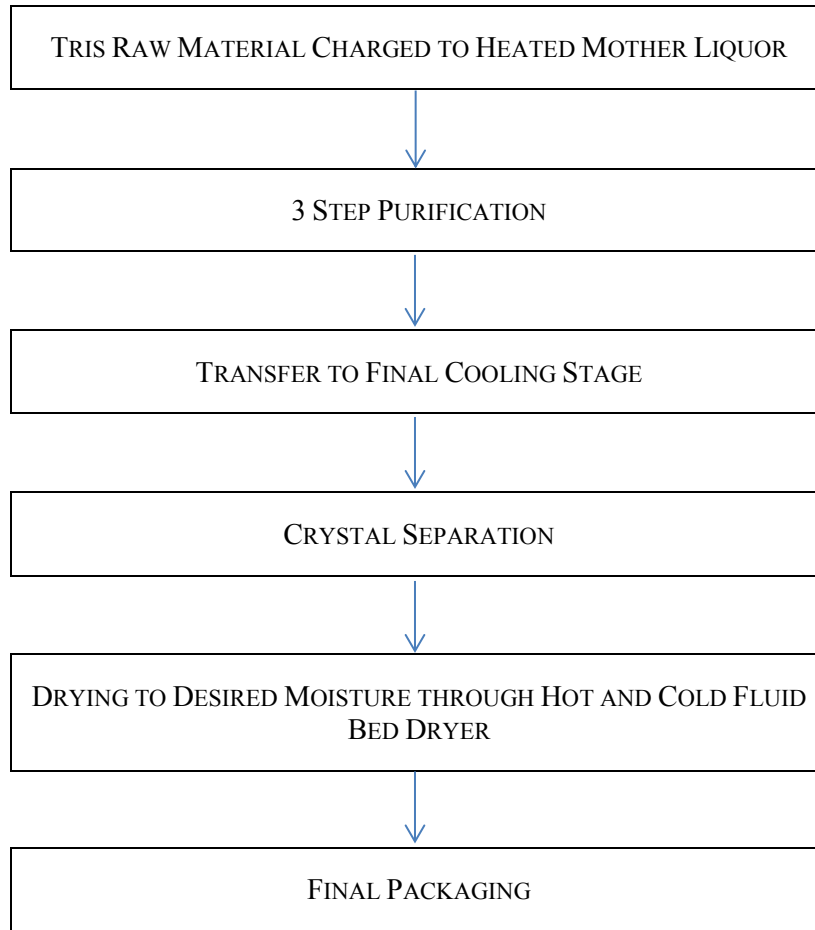 TRIS RAW MATERIAL CHARGED TO HEATED MOTHER LIQUOR
3 STEP PURIFICATION
TRANSFER TO FINAL COOLING STAGE
CRYSTAL SEPARATION
DRYING TO DESIRED MOISTURE THROUGH HOT AND COLD FLUID
BED DRYER
FINAL PACKAGING